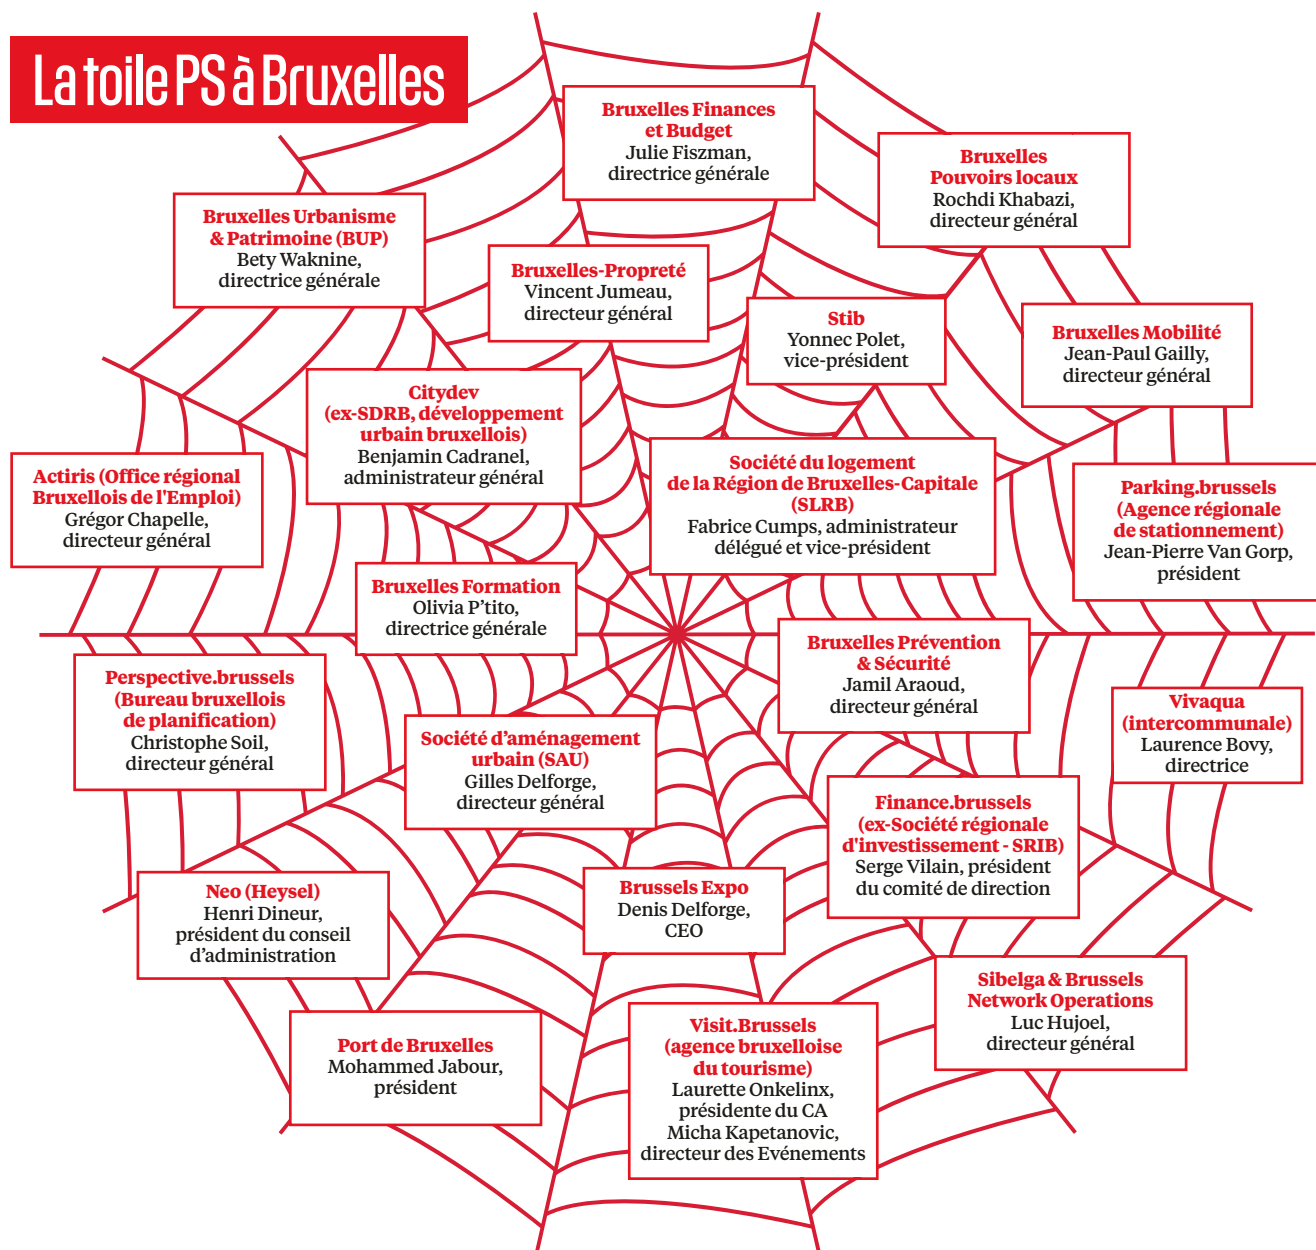 La toile PS à Bruxelles
Bruxelles Finances
et Budget
Julie Fiszman,
directrice générale
Bruxelles
Pouvoirs locaux
Rochdi Khabazi,
directeur général
Bruxelles Urbanisme
& Patrimoine (BUP)
Bety Waknine,
directrice générale
Bruxelles-Propreté
Vincent Jumeau,
directeur général
Stib
Yonnec Polet,
vice-président
Bruxelles Mobilité
Jean-Paul Gailly,
directeur général
Citydev
(ex-SDRB, développement
urbain bruxellois)
Benjamin Cadranel,
administrateur général
Actiris (Office régional
Bruxellois de l'Emploi)
Grégor Chapelle,
directeur général
Société du logement
de la Région de Bruxelles-Capitale
(SLRB)
Fabrice Cumps, administrateur
délégué et vice-président
Parking.brussels
(Agence régionale
de stationnement)
Jean-Pierre Van Gorp,
président
Bruxelles Formation
Olivia P'tito,
directrice générale
Bruxelles Prévention
& Sécurité
Jamil Araoud,
directeur général
Perspective.brussels
(Bureau bruxellois
de planification)
Christophe Soil,
directeur général
Vivaqua
(intercommunale)
Laurence Bovy,
directrice
Société d'aménagement
urbain (SAU)
Gilles Delforge,
directeur général
Finance.brussels
(ex-Société régionale
d'investissement - SRIB)
Serge Vilain, président
du comité de direction
Neo (Heysel)
Henri Dineur,
président du conseil
d'administration
Brussels Expo
Denis Delforge,
CEO
Sibelga & Brussels
Network Operations
Luc Hujoel,
directeur général
Port de Bruxelles
Mohammed Jabour,
président
Visit.Brussels
(agence bruxelloise
du tourisme)
Laurette Onkelinx,
présidente du CA
Micha Kapetanovic,
directeur des Evénements